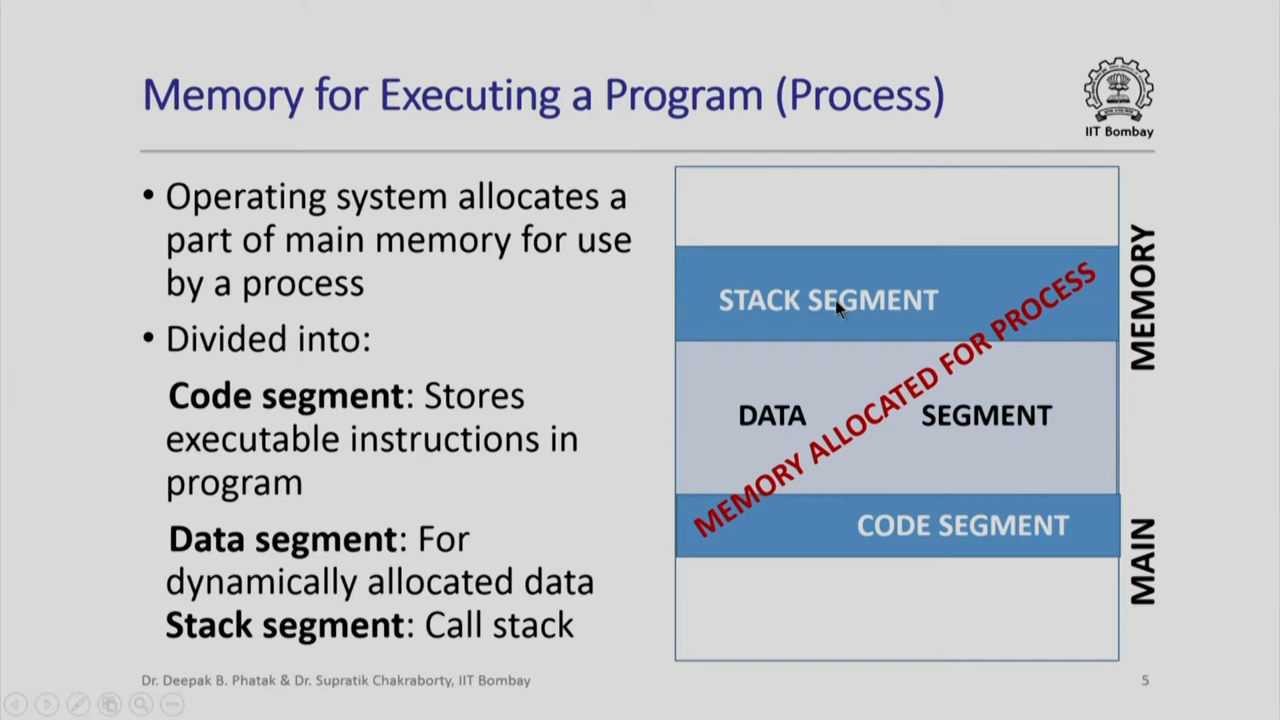 Memory for Executing a Program (Process)
IIT Bombay
• Operating system allocates a
part of main memory for use
by a process
• Divided into:
Code segment: Stores
executable instructions in
program
Data segment: For
dynamically allocated data
Stack segment: Call stack
STACK SEGMENT
DATA SEGMENT
CODE SEGMENT
MEMORY ALLOCATED FOR PROCESS
MAIN MEMORY
Dr. Deepak B. Phatak & Dr. Supratik Chakraborty, IIT Bombay
5